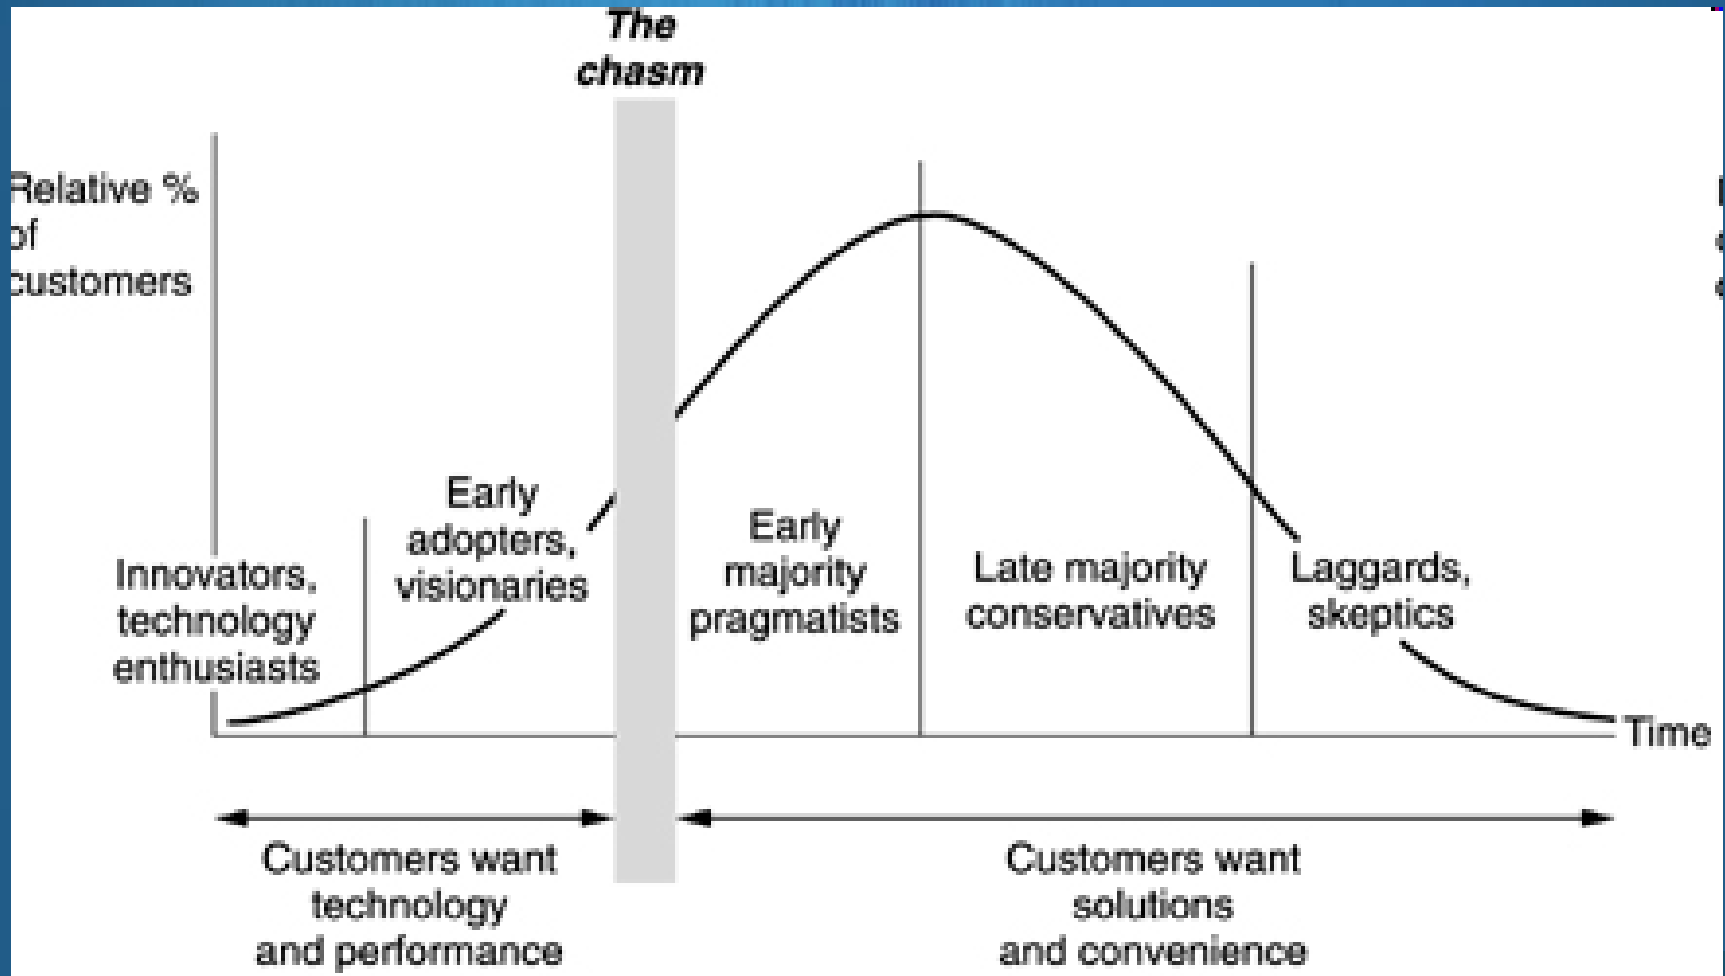 The
chasm
Relative %
of
customers
Early
adopters,
visionaries
Innovators,
technology
enthusiasts
Early
majority
pragmatists
Late majority
conservatives
Laggards,
skeptics
Time
Customers want
technology
and performance
Customers want
solutions
and convenience